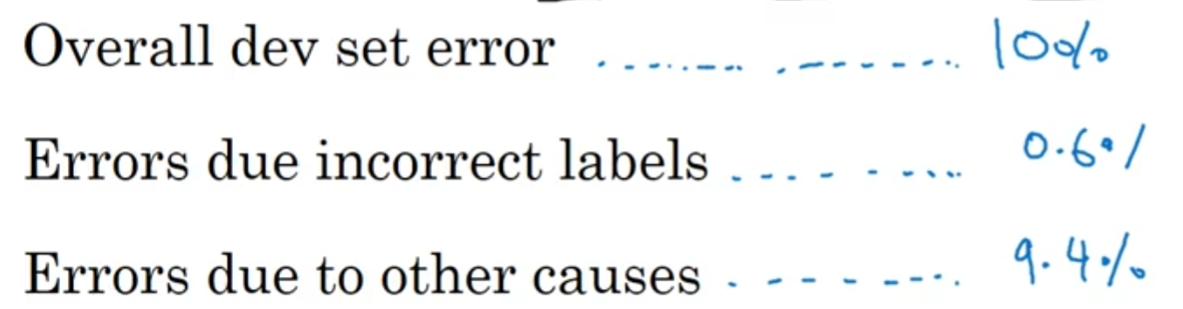 Overall dev set error ............... 10%
Errors due incorrect labels ............ 0.6%
Errors due to other causes ......... 9.4%